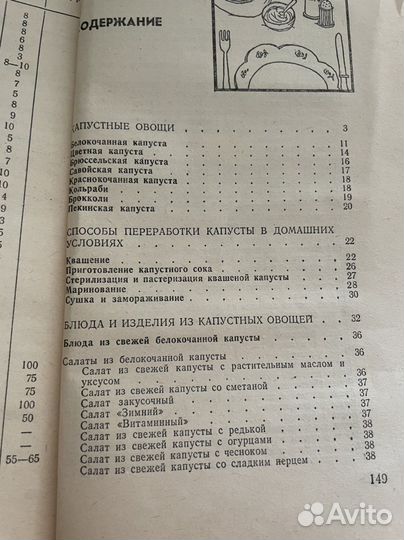 8
8
8
6
8
8—10
7
8
5
8
9
10
7
8
10
9
10
100
75
75
100
50
—
—
55—65
ОДЕРЖАНИЕ
КАПУСТНЫЕ ОВОЩИ . . . . . . . . . . 3
Белокочанная капуста . . . . . . . . . . 11
Цветная капуста . . . . . . . . . . 14
Брюссельская капуста . . . . . . . . . . 16
Савойская капуста . . . . . . . . . . 17
Краснокочанная капуста . . . . . . . . . . 18
Кольраби . . . . . . . . . . 18
Брокколи . . . . . . . . . . 19
Пекинская капуста . . . . . . . . . . 20
СПОСОБЫ ПЕРЕРАБОТКИ КАПУСТЫ В ДОМАШНИХ
УСЛОВИЯХ . . . . . . . . . . 22
Квашение . . . . . . . . . . 22
Приготовление капустного сока . . . . . . . 26
Стерилизация и пастеризация квашеной капусты . . 27
Маринование . . . . . . . . . . 28
Сушка и замораживание . . . . . . . . . . 30
БЛЮДА И ИЗДЕЛИЯ ИЗ КАПУСТНЫХ ОВОЩЕЙ . . 32
Блюда из свежей белокочанной капусты . . . . . 36
Салаты из белокочанной капусты . . . . . . 36
Салат из свежей капусты с растительным маслом и
уксусом . . . . . . . . . . 36
Салат из свежей капусты со сметаной . . . . 37
Салат закусочный . . . . . . . . . . 37
Салат «Зимний» . . . . . . . . . . 37
Салат «Витаминный» . . . . . . . . . . 37
Салат из свежей капусты с редькой . . . . . 38
Салат из свежей капусты с огурцами . . . . . 38
Салат из свежей капусты с чесноком . . . . . 38
Салат из свежей капусты со сладким перцем . . . 38
149
Avito